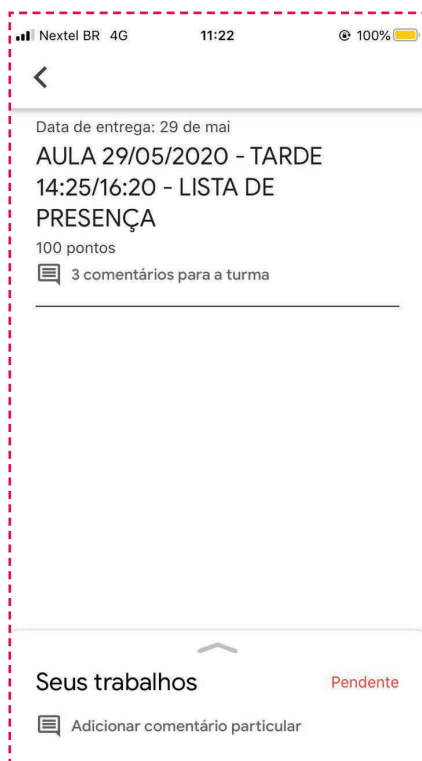 Nextel BR 4G 11:22 100%
Data de entrega: 29 de mai
AULA 29/05/2020 - TARDE
14:25/16:20 - LISTA DE
PRESENÇA
100 pontos
3 comentários para a turma
Seus trabalhos Pendente
Adicionar comentário particular